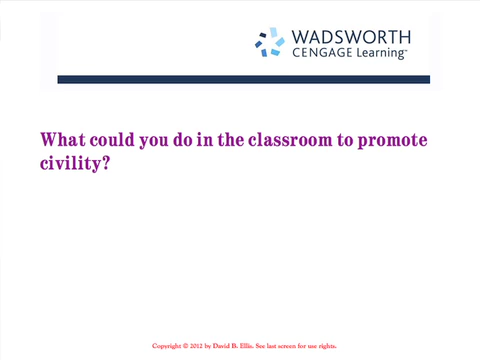 WADSWORTH
CENGAGE Learning™
What could you do in the classroom to promote
civility?
Copyright © 2012 by David B. Ellis. See last screen for use rights.